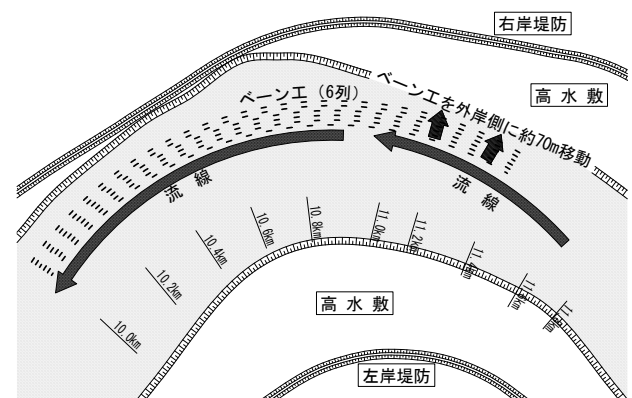 右岸堤防
高水敷
ベーン工（6列）
ベーン工を外岸側に約70m移動
流線
流線
10.0km
10.2km
10.4km
10.6km
10.8km
11.0km
11.2km
高水敷
左岸堤防